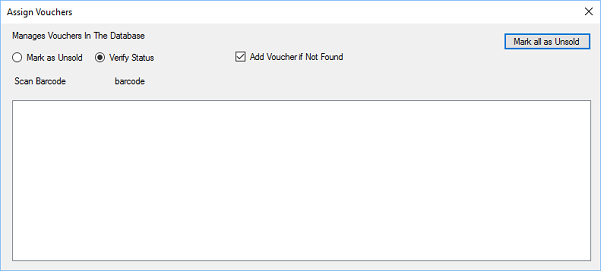 Assign Vouchers
Manages Vouchers In The Database
Mark all as Unsold
Mark as Unsold Verify Status Add Voucher if Not Found
Scan Barcode barcode